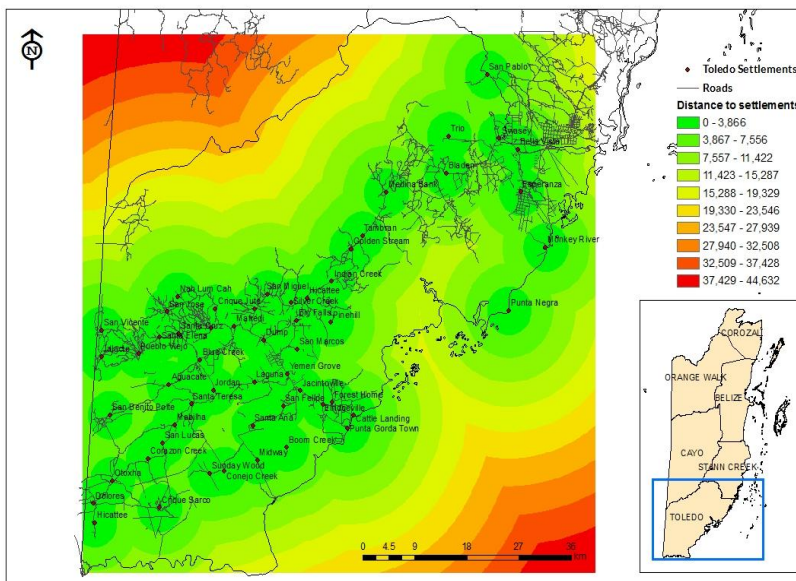 N
San Pablo
Trio
Swasey
Bella Vista
Bladen
Medina Bank
Esperanza
Tambran
Golden Stream
Monkey River
Indian Creek
Nah Lum Cah
San Miguel
Hicattee
San Jose
Crique Jute
Silver Creek
Punta Negra
Big Falls
Pinehill
San Vicente
Santa Cruz
Mafredi
Santa Elena
Dump
Jalacte
Pueblo Viejo
San Marcos
Blue Creek
Yemeri Grove
Aguacate
Jordan
Laguna
Jacintoville
San Benito Poite
Santa Teresa
San Felipe
Forest Home
Mabilha
Santa Ana
Eldridgeville
Cattle Landing
Punta Gorda Town
San Lucas
Boom Creek
Corazon Creek
Midway
Sunday Wood
Otoxha
Conejo Creek
Dolores
Crique Sarco
Hicattee
0 4.5 9 18 27 36
km
Toledo Settlements
Roads
Distance to settlements
0 - 3,866
3,867 - 7,556
7,557 - 11,422
11,423 - 15,287
15,288 - 19,329
19,330 - 23,546
23,547 - 27,939
27,940 - 32,508
32,509 - 37,428
37,429 - 44,632
COROZAL
ORANGE WALK
BELIZE
CAYO
STANN CREEK
TOLEDO